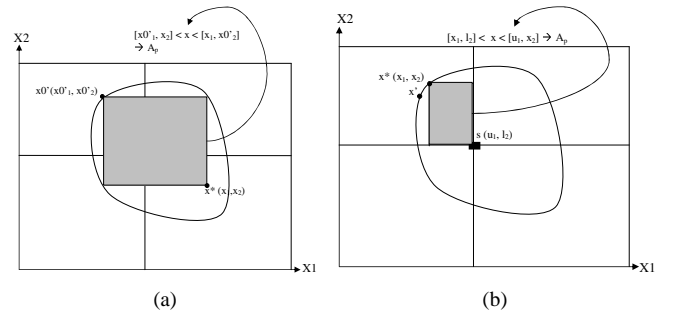 X2
[x0'₁, x₂] < x < [x₁, x0'₂]
→ Aₚ
x0'(x0'₁, x0'₂)
x* (x₁,x₂)
X1
(a)
X2
[x₁, l₂] < x < [u₁, x₂] → Aₚ
x* (x₁, x₂)
x'
s (u₁, l₂)
X1
(b)